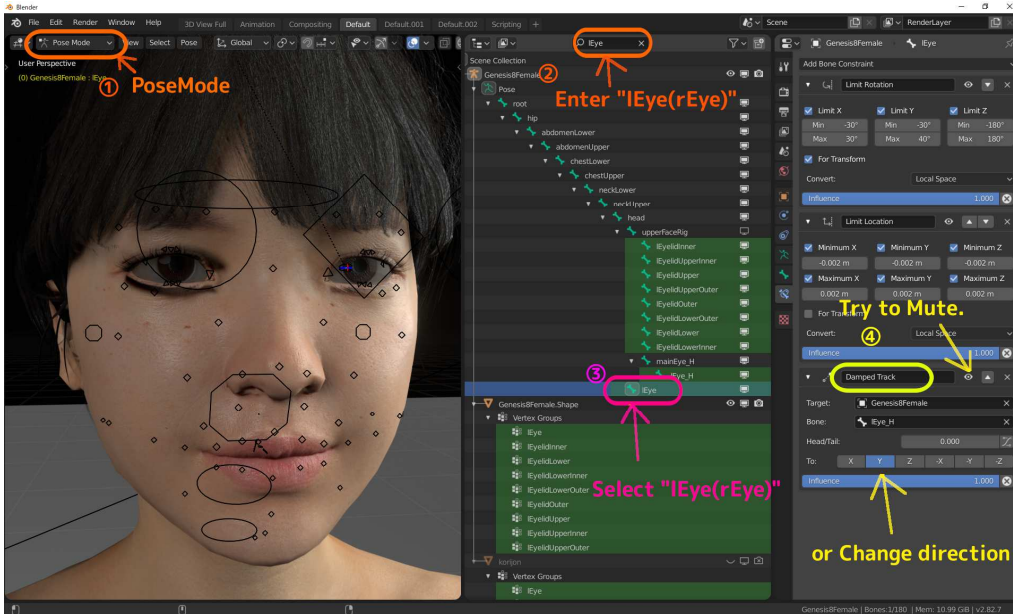 Blender
File Edit Render Window Help
3D View Full Animation Compositing Default Default.001 Default.002 Scripting +
Scene
RenderLayer
Pose Mode
View Select Pose
Global
lEye
Genesis8Female
lEye
User Perspective
(0) Genesis8Female : lEye
① PoseMode
②
Enter "lEye(rEye)"
Scene Collection
Genesis8Female
Pose
root
hip
abdomenLower
abdomenUpper
chestLower
chestUpper
neckLower
neckUpper
head
upperFaceRig
lEyelidInner
lEyelidUpperInner
lEyelidUpper
lEyelidUpperOuter
lEyelidOuter
lEyelidLowerOuter
lEyelidLower
lEyelidLowerInner
mainEye_H
lEye_H
③
lEye
Genesis8Female.Shape
Vertex Groups
lEye
lEyelidInner
lEyelidLower
lEyelidLowerInner
lEyelidLowerOuter
lEyelidOuter
lEyelidUpper
lEyelidUpperInner
lEyelidUpperOuter
Select "lEye(rEye)"
korijon
Vertex Groups
lEye
Add Bone Constraint
Limit Rotation
Limit X Limit Y Limit Z
Min -30° Min -30° Min -180°
Max 30° Max 40° Max 180°
For Transform
Convert: Local Space
Influence 1.000
Limit Location
Minimum X Minimum Y Minimum Z
-0.002 m -0.002 m -0.002 m
Maximum X Maximum Y Maximum Z
0.002 m 0.002 m 0.002 m
Try to Mute.
For Transform
④
Convert: Local Space
Influence 1.000
Damped Track
Target: Genesis8Female
Bone: lEye_H
Head/Tail: 0.000
To: X Y Z -X -Y -Z
Influence 1.000
or Change direction
Genesis8Female | Bones:1/180 | Mem: 10.99 GB | v2.82.7